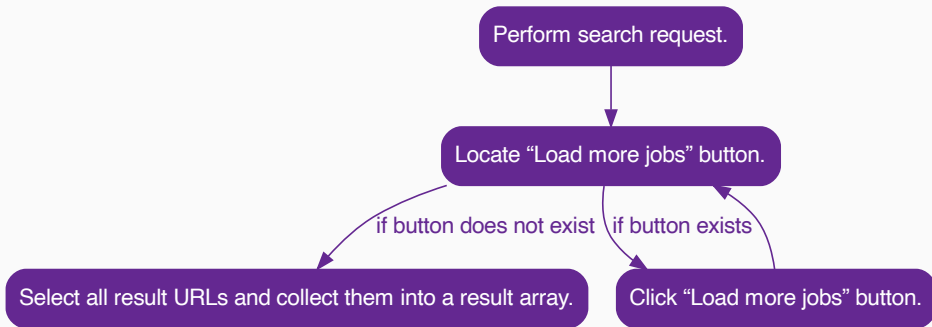 Perform search request.
Locate “Load more jobs” button.
if button does not exist
if button exists
Select all result URLs and collect them into a result array.
Click “Load more jobs” button.